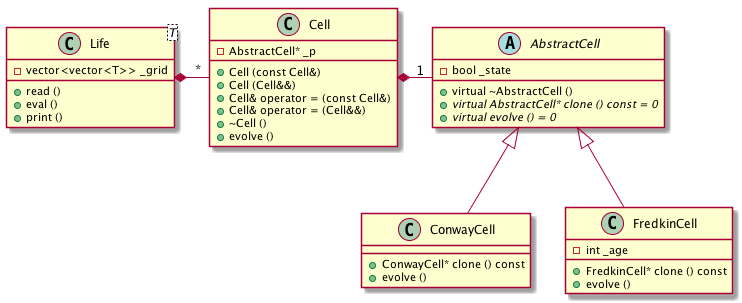 C Life T
vector<vector<T>> _grid
read ()
eval ()
print ()
*
C Cell
AbstractCell* _p
Cell (const Cell&)
Cell (Cell&&)
Cell& operator = (const Cell&)
Cell& operator = (Cell&&)
~Cell ()
evolve ()
1
A AbstractCell
bool _state
virtual ~AbstractCell ()
virtual AbstractCell* clone () const = 0
virtual evolve () = 0
C ConwayCell
ConwayCell* clone () const
evolve ()
C FredkinCell
int _age
FredkinCell* clone () const
evolve ()